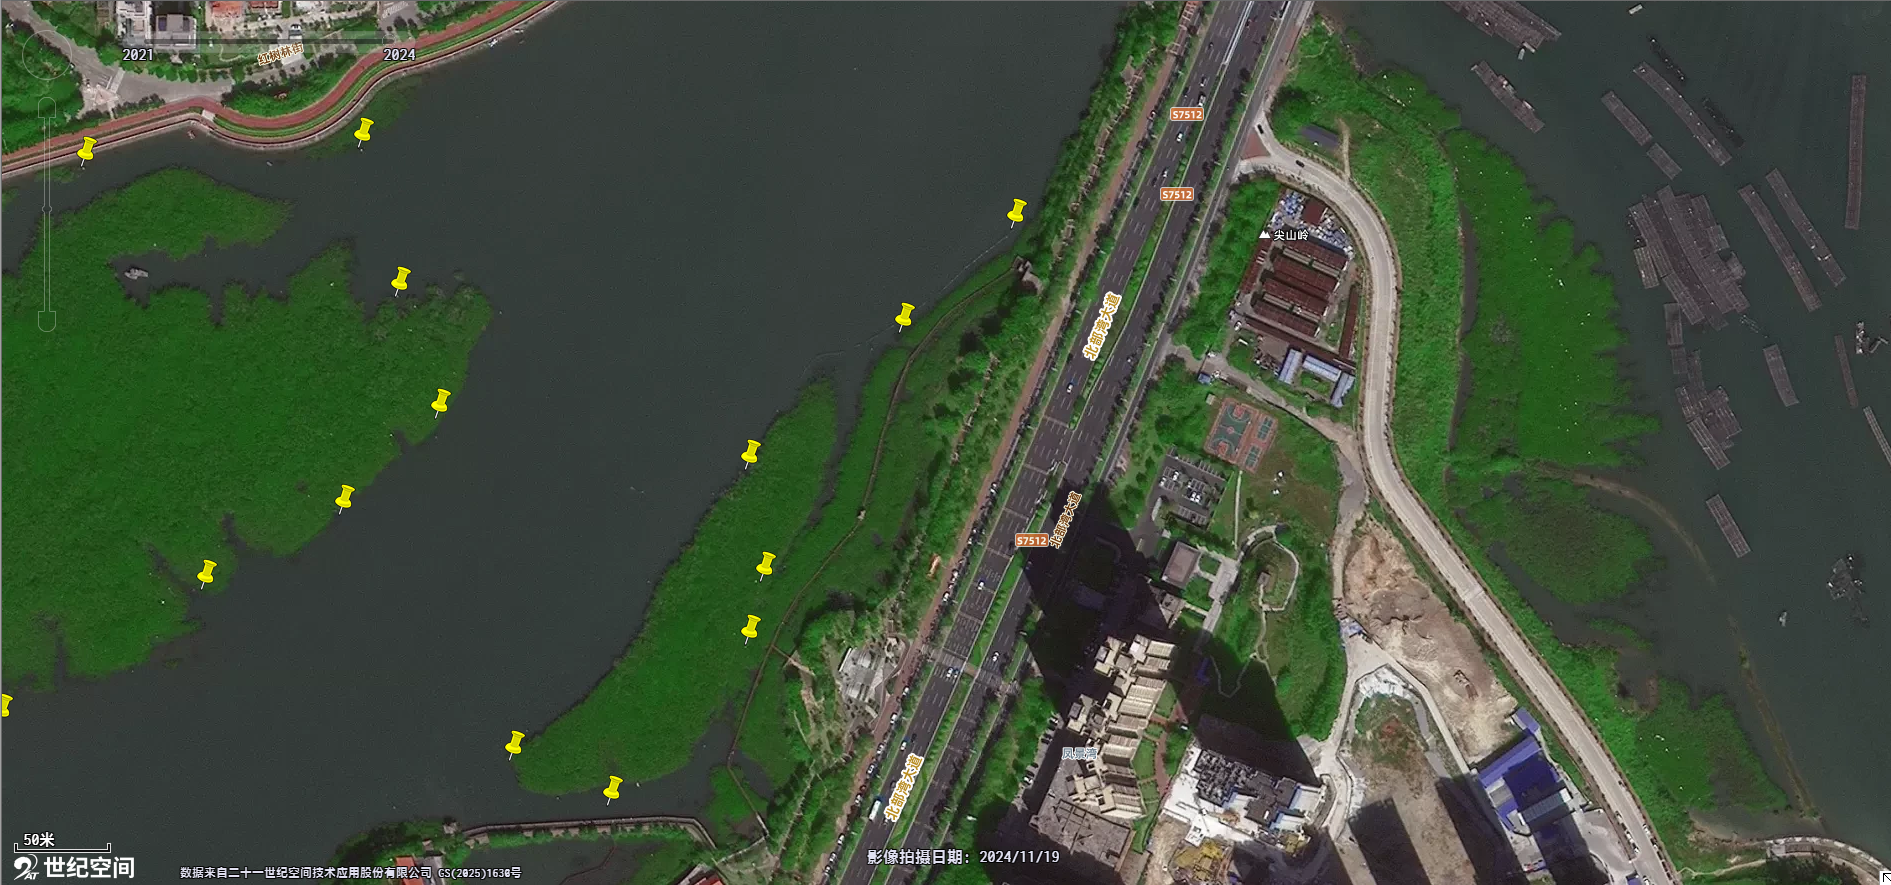 2021
2024
红树林街
S7512
S7512
尖山岭
北部湾大道
北部湾大道
S7512
凤景湾
北部湾大道
50米
世纪空间
21AT
数据来自二十一世纪空间技术应用股份有限公司 GS(2025)1630号
影像拍摄日期: 2024/11/19